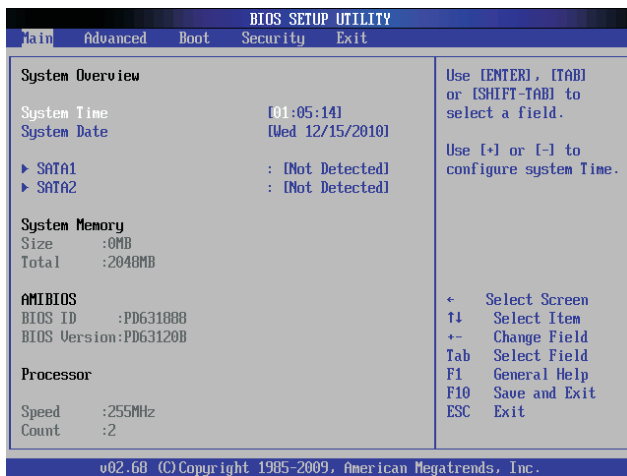 BIOS SETUP UTILITY
Main Advanced Boot Security Exit
System Overview
System Time [01:05:14]
System Date [Wed 12/15/2010]
▶ SATA1 : [Not Detected]
▶ SATA2 : [Not Detected]
System Memory
Size :0MB
Total :2048MB
AMIBIOS
BIOS ID :PD631888
BIOS Version:PD63120B
Processor
Speed :255MHz
Count :2
Use [ENTER], [TAB]
or [SHIFT-TAB] to
select a field.
Use [+] or [-] to
configure system Time.
← Select Screen
↑↓ Select Item
+- Change Field
Tab Select Field
F1 General Help
F10 Save and Exit
ESC Exit
v02.68 (C)Copyright 1985-2009, American Megatrends, Inc.